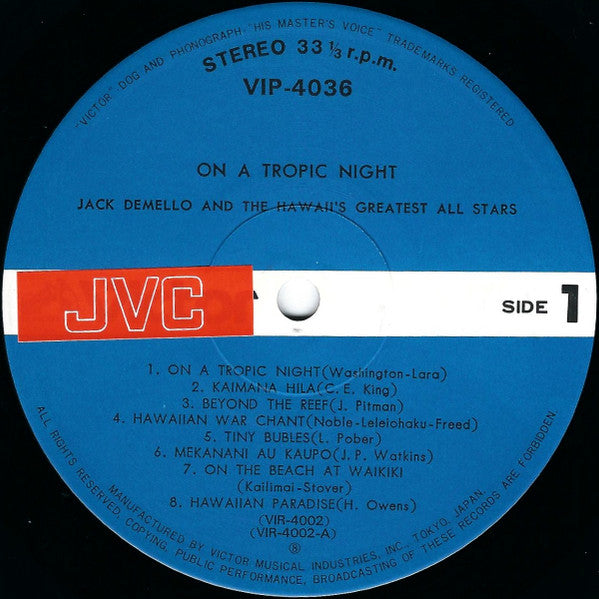 "VICTOR"-DOG AND PHONOGRAPH-"HIS MASTER'S VOICE" TRADEMARKS REGISTERED
STEREO 33 1/3 r.p.m.
VIP-4036
ON A TROPIC NIGHT
JACK DEMELLO AND THE HAWAII'S GREATEST ALL STARS
JVC
SIDE 1
1. ON A TROPIC NIGHT(Washington-Lara)
2. KAIMANA HILA(C. E. King)
3. BEYOND THE REEF(J. Pitman)
4. HAWAIIAN WAR CHANT(Noble-Leleiohaku-Freed)
5. TINY BUBLES(L. Pober)
6. MEKANANI AU KAUPO(J. P. Watkins)
7. ON THE BEACH AT WAIKIKI
(Kailimai-Stover)
8. HAWAIIAN PARADISE(H. Owens)
(VIR-4002)
(VIR-4002-A)
MANUFACTURED BY VICTOR MUSICAL INDUSTRIES, INC. TOKYO, JAPAN.
ALL RIGHTS RESERVED, COPYING, PUBLIC PERFORMANCE, BROADCASTING OF THESE RECORDS ARE FORBIDDEN.